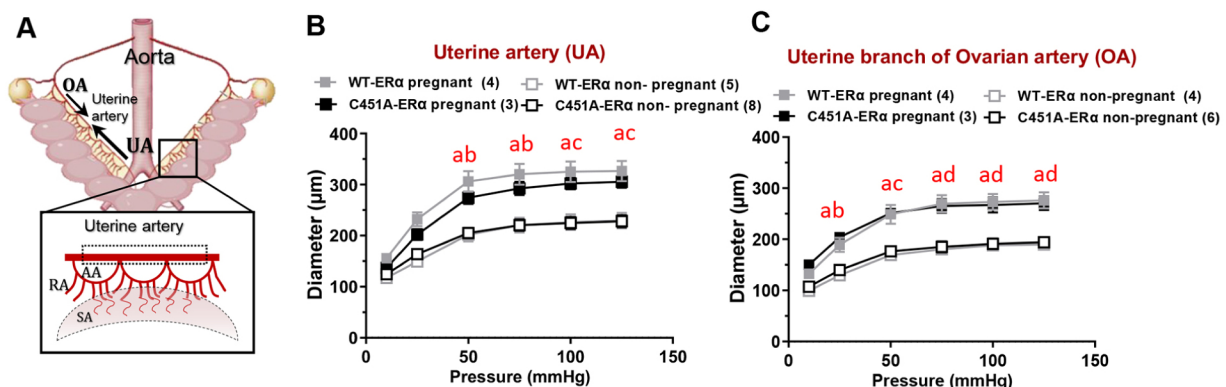 A
Aorta
OA
Uterine
artery
UA
Uterine artery
AA
RA
SA
B
Uterine artery (UA)
WT-ERα pregnant (4)
WT-ERα non- pregnant (5)
C451A-ERα pregnant (3)
C451A-ERα non- pregnant (8)
400
300
200
100
0
Diameter (µm)
ab
ab
ac
ac
0
50
100
150
Pressure (mmHg)
C
Uterine branch of Ovarian artery (OA)
WT-ERα pregnant (4)
WT-ERα non-pregnant (4)
C451A-ERα pregnant (3)
C451A-ERα non-pregnant (6)
400
300
200
100
0
Diameter (µm)
ab
ac
ad
ad
ad
0
50
100
150
Pressure (mmHg)